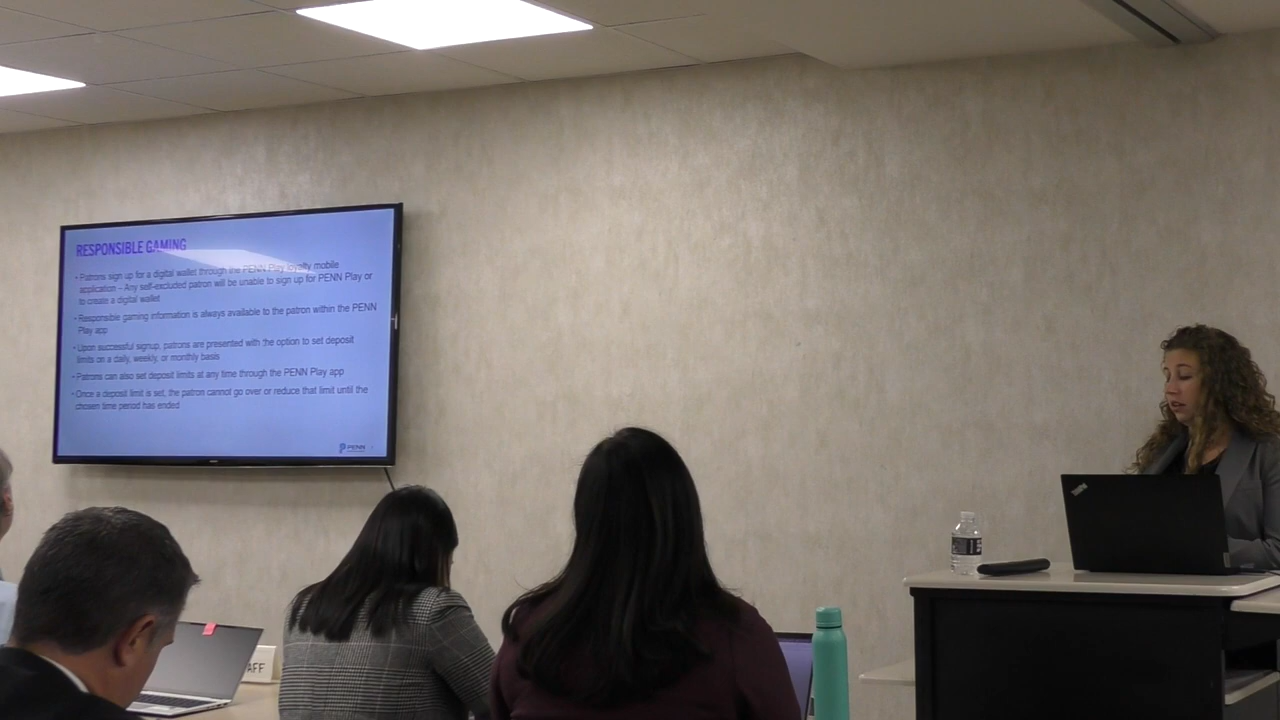 RESPONSIBLE GAMING
• Patrons sign up for a digital wallet through the PENN Play loyalty mobile
application – Any self-excluded patron will be unable to sign up for PENN Play or
to create a digital wallet
• Responsible gaming information is always available to the patron within the PENN
Play app
• Upon successful signup, patrons are presented with the option to set deposit
limits on a daily, weekly, or monthly basis
• Patrons can also set deposit limits at any time through the PENN Play app
• Once a deposit limit is set, the patron cannot go over or reduce that limit until the
chosen time period has ended
PENN
AFF
ThinkPad